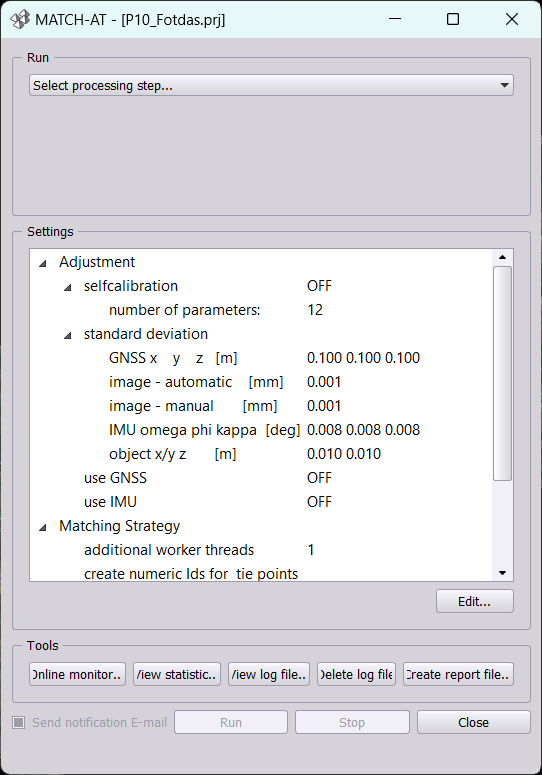 MATCH-AT - [P10_Fotdas.prj]
Run
Select processing step...
Settings
Adjustment
selfcalibration OFF
number of parameters: 12
standard deviation
GNSS x y z [m] 0.100 0.100 0.100
image - automatic [mm] 0.001
image - manual [mm] 0.001
IMU omega phi kappa [deg] 0.008 0.008 0.008
object x/y z [m] 0.010 0.010
use GNSS OFF
use IMU OFF
Matching Strategy
additional worker threads 1
create numeric Ids for tie points
Edit...
Tools
Online monitor.. View statistic.. View log file.. Delete log file Create report file..
Send notification E-mail Run Stop Close